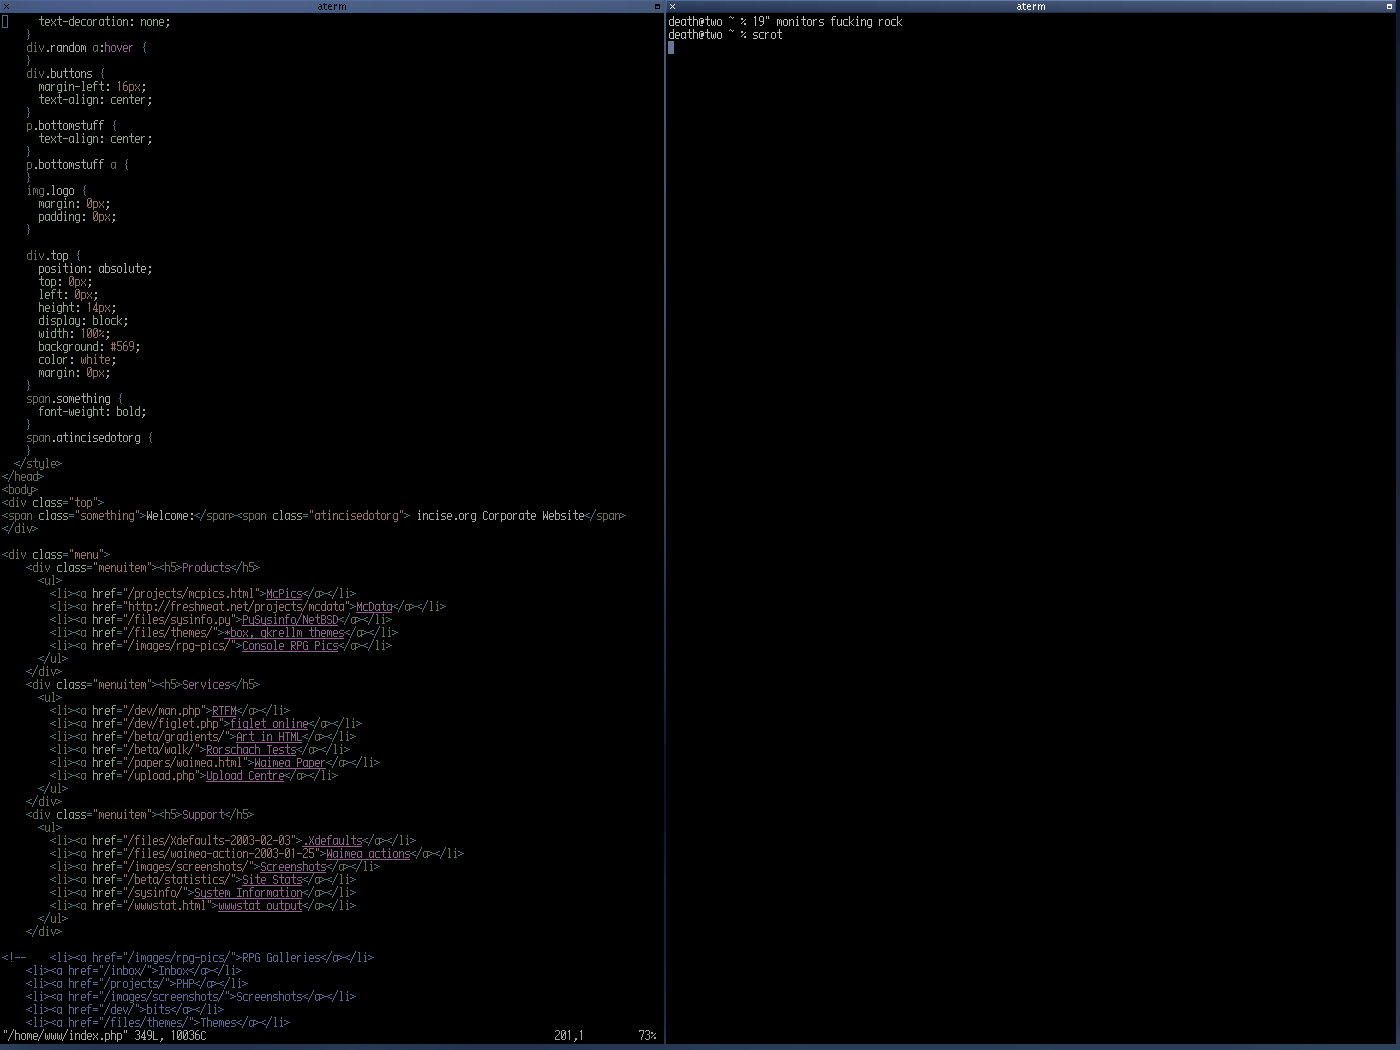 aterm
    text-decoration: none;
    }
    div.random a:hover {
    }
    div.buttons {
      margin-left: 16px;
      text-align: center;
    }
    p.bottomstuff {
      text-align: center;
    }
    p.bottomstuff a {
    }
    img.logo {
      margin: 0px;
      padding: 0px;
    }

    div.top {
      position: absolute;
      top: 0px;
      left: 0px;
      height: 14px;
      display: block;
      width: 100%;
      background: #569;
      color: white;
      margin: 0px;
    }
    span.something {
      font-weight: bold;
    }
    span.atincisedotorg {
    }
  </style>
</head>
<body>
<div class="top">
<span class="something">Welcome:</span><span class="atincisedotorg"> incise.org Corporate Website</span>
</div>

<div class="menu">
    <div class="menuitem"><h5>Products</h5>
      <ul>
        <li><a href="/projects/mcpics.html">McPics</a></li>
        <li><a href="http://freshmeat.net/projects/mcdata">McData</a></li>
        <li><a href="/files/sysinfo.py">PySysinfo/NetBSD</a></li>
        <li><a href="/files/themes/">*box, gkrellm themes</a></li>
        <li><a href="/images/rpg-pics/">Console RPG Pics</a></li>
      </ul>
    </div>
    <div class="menuitem"><h5>Services</h5>
      <ul>
        <li><a href="/dev/man.php">RTFM</a></li>
        <li><a href="/dev/figlet.php">figlet online</a></li>
        <li><a href="/beta/gradients/">Art in HTML</a></li>
        <li><a href="/beta/walk/">Rorschach Tests</a></li>
        <li><a href="/papers/waimea.html">Waimea Paper</a></li>
        <li><a href="/upload.php">Upload Centre</a></li>
      </ul>
    </div>
    <div class="menuitem"><h5>Support</h5>
      <ul>
        <li><a href="/files/Xdefaults-2003-02-03">.Xdefaults</a></li>
        <li><a href="/files/waimea-action-2003-01-25">Waimea actions</a></li>
        <li><a href="/images/screenshots/">Screenshots</a></li>
        <li><a href="/beta/statistics/">Site Stats</a></li>
        <li><a href="/sysinfo/">System Information</a></li>
        <li><a href="/wwwstat.html">wwwstat output</a></li>
      </ul>
    </div>

<!--    <li><a href="/images/rpg-pics/">RPG Galleries</a></li>
    <li><a href="/inbox/">Inbox</a></li>
    <li><a href="/projects/">PHP</a></li>
    <li><a href="/images/screenshots/">Screenshots</a></li>
    <li><a href="/dev/">bits</a></li>
    <li><a href="/files/themes/">Themes</a></li>
"/home/www/index.php" 349L, 10036C 201,1 73%
aterm
death@two ~ % 19" monitors fucking rock
death@two ~ % scrot